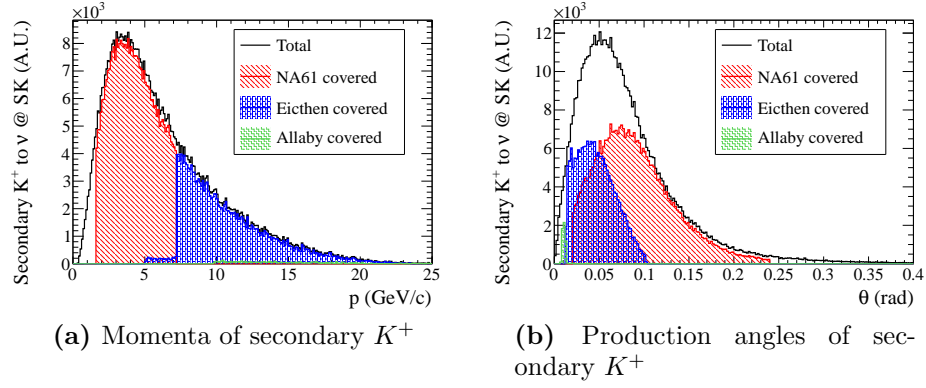 ×10³
Secondary K⁺ to ν @ SK (A.U.)
8
7
6
5
4
3
2
1
0
0
5
10
15
20
25
p (GeV/c)
Total
NA61 covered
Eicthen covered
Allaby covered
(a) Momenta of secondary K⁺
×10³
Secondary K⁺ to ν @ SK (A.U.)
12
10
8
6
4
2
0
0
0.05
0.1
0.15
0.2
0.25
0.3
0.35
0.4
θ (rad)
Total
NA61 covered
Eicthen covered
Allaby covered
(b) Production angles of sec-
ondary K⁺